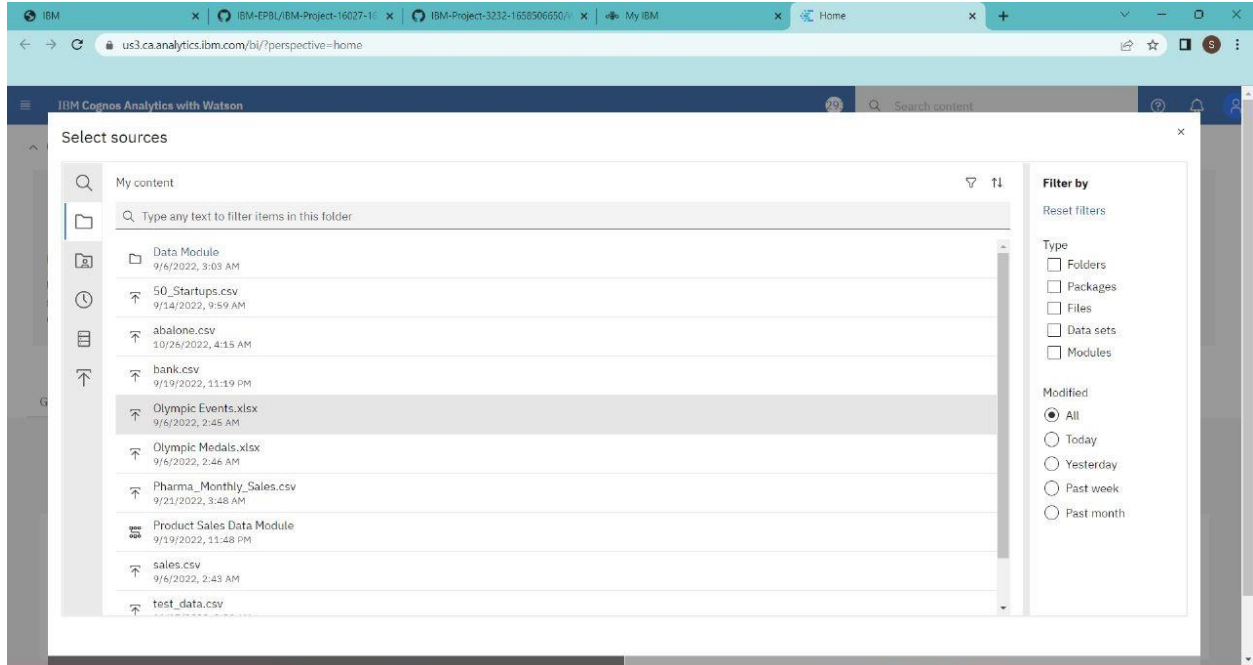 IBM
IBM-EPBL/IBM-Project-16027-16
IBM-Project-3232-1658506650/
My IBM
Home
us3.ca.analytics.ibm.com/bi/?perspective=home
S
IBM Cognos Analytics with Watson
29
Search content
Select sources
My content
Type any text to filter items in this folder
Data Module
9/6/2022, 3:03 AM
50_Startups.csv
9/14/2022, 9:59 AM
abalone.csv
10/26/2022, 4:15 AM
bank.csv
9/19/2022, 11:19 PM
Olympic Events.xlsx
9/6/2022, 2:45 AM
Olympic Medals.xlsx
9/6/2022, 2:46 AM
Pharma_Monthly_Sales.csv
9/21/2022, 3:48 AM
Product Sales Data Module
9/19/2022, 11:48 PM
sales.csv
9/6/2022, 2:43 AM
test_data.csv
Filter by
Reset filters
Type
Folders
Packages
Files
Data sets
Modules
Modified
All
Today
Yesterday
Past week
Past month
G